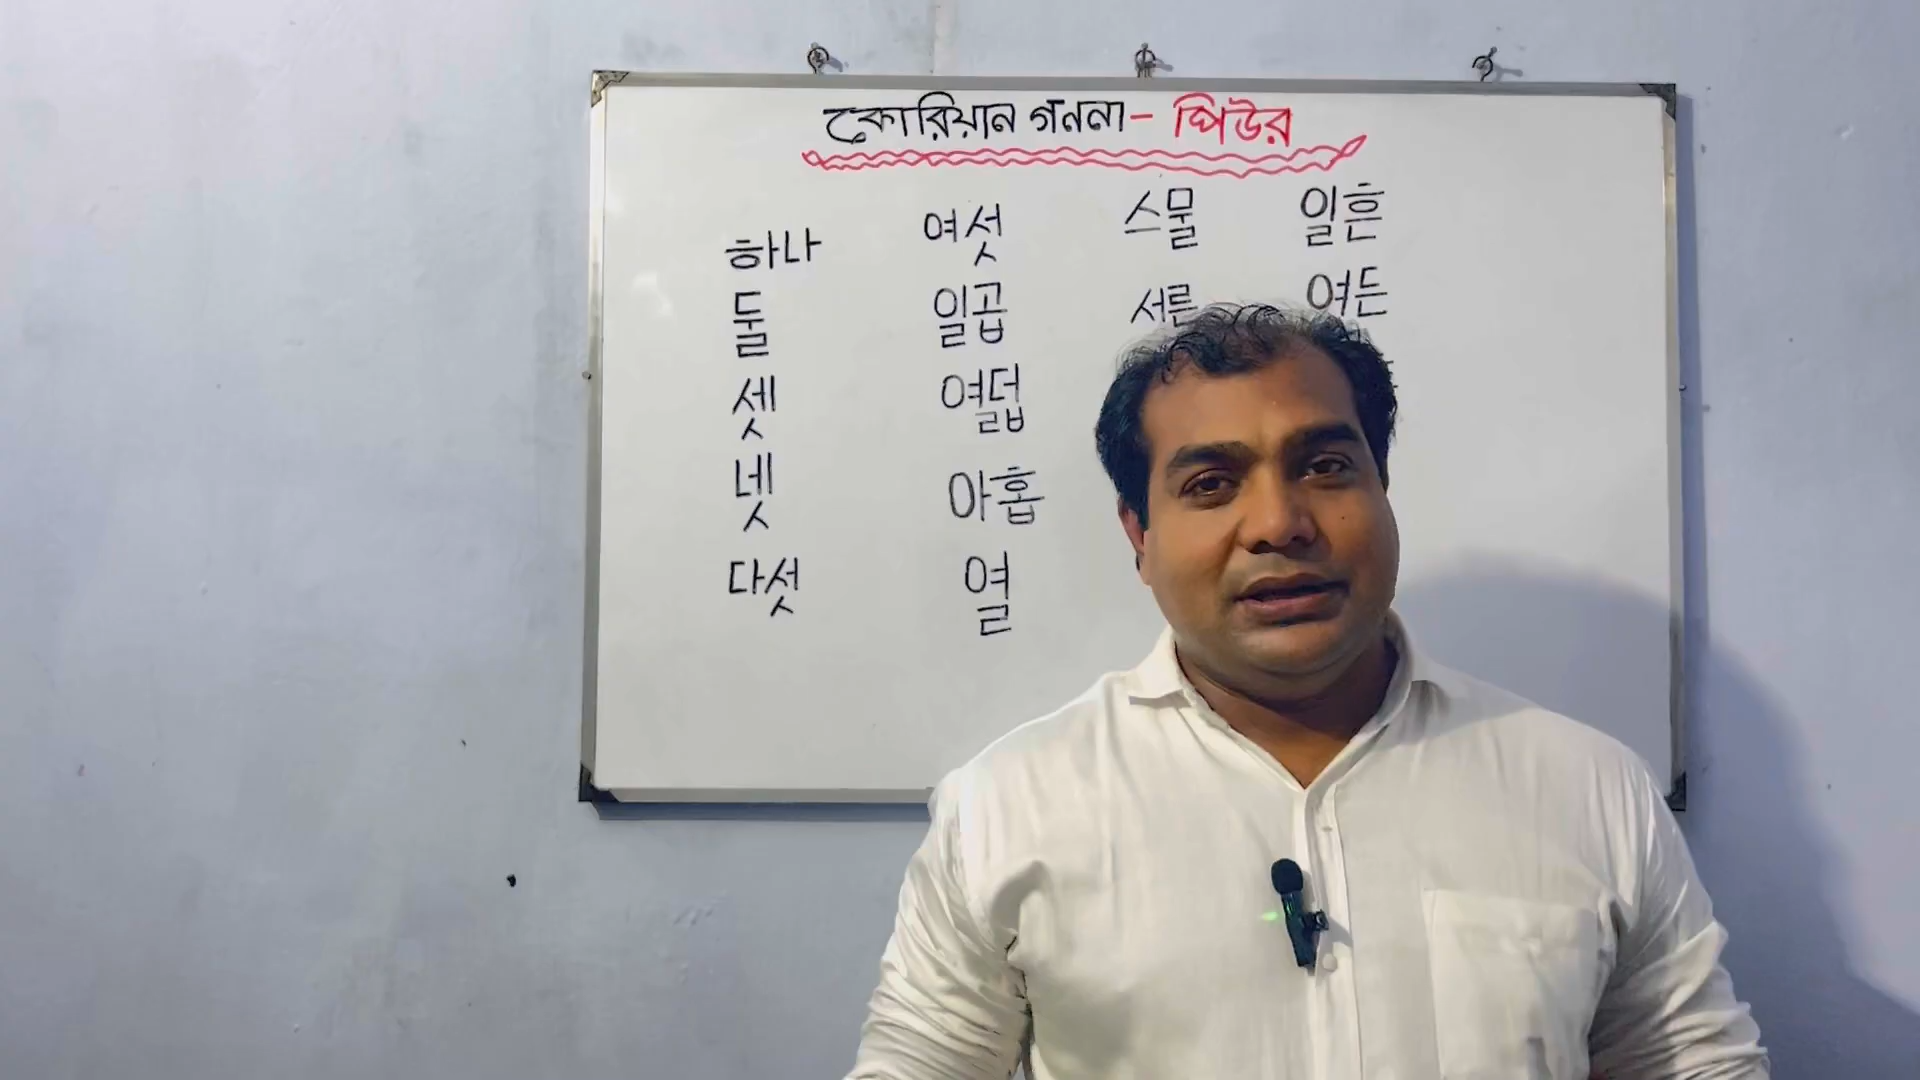 কোরিয়ান গননা - পিউর
하나 여섯 스물 일흔
둘 일곱 서른 여든
셋 여덟
넷 아홉
다섯 열